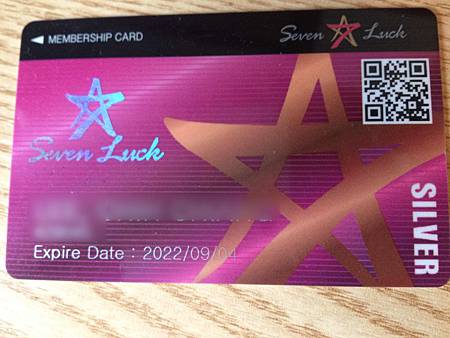 MEMBERSHIP CARD
Seven Luck
Seven Luck
SILVER
Expire Date : 2022/09/04